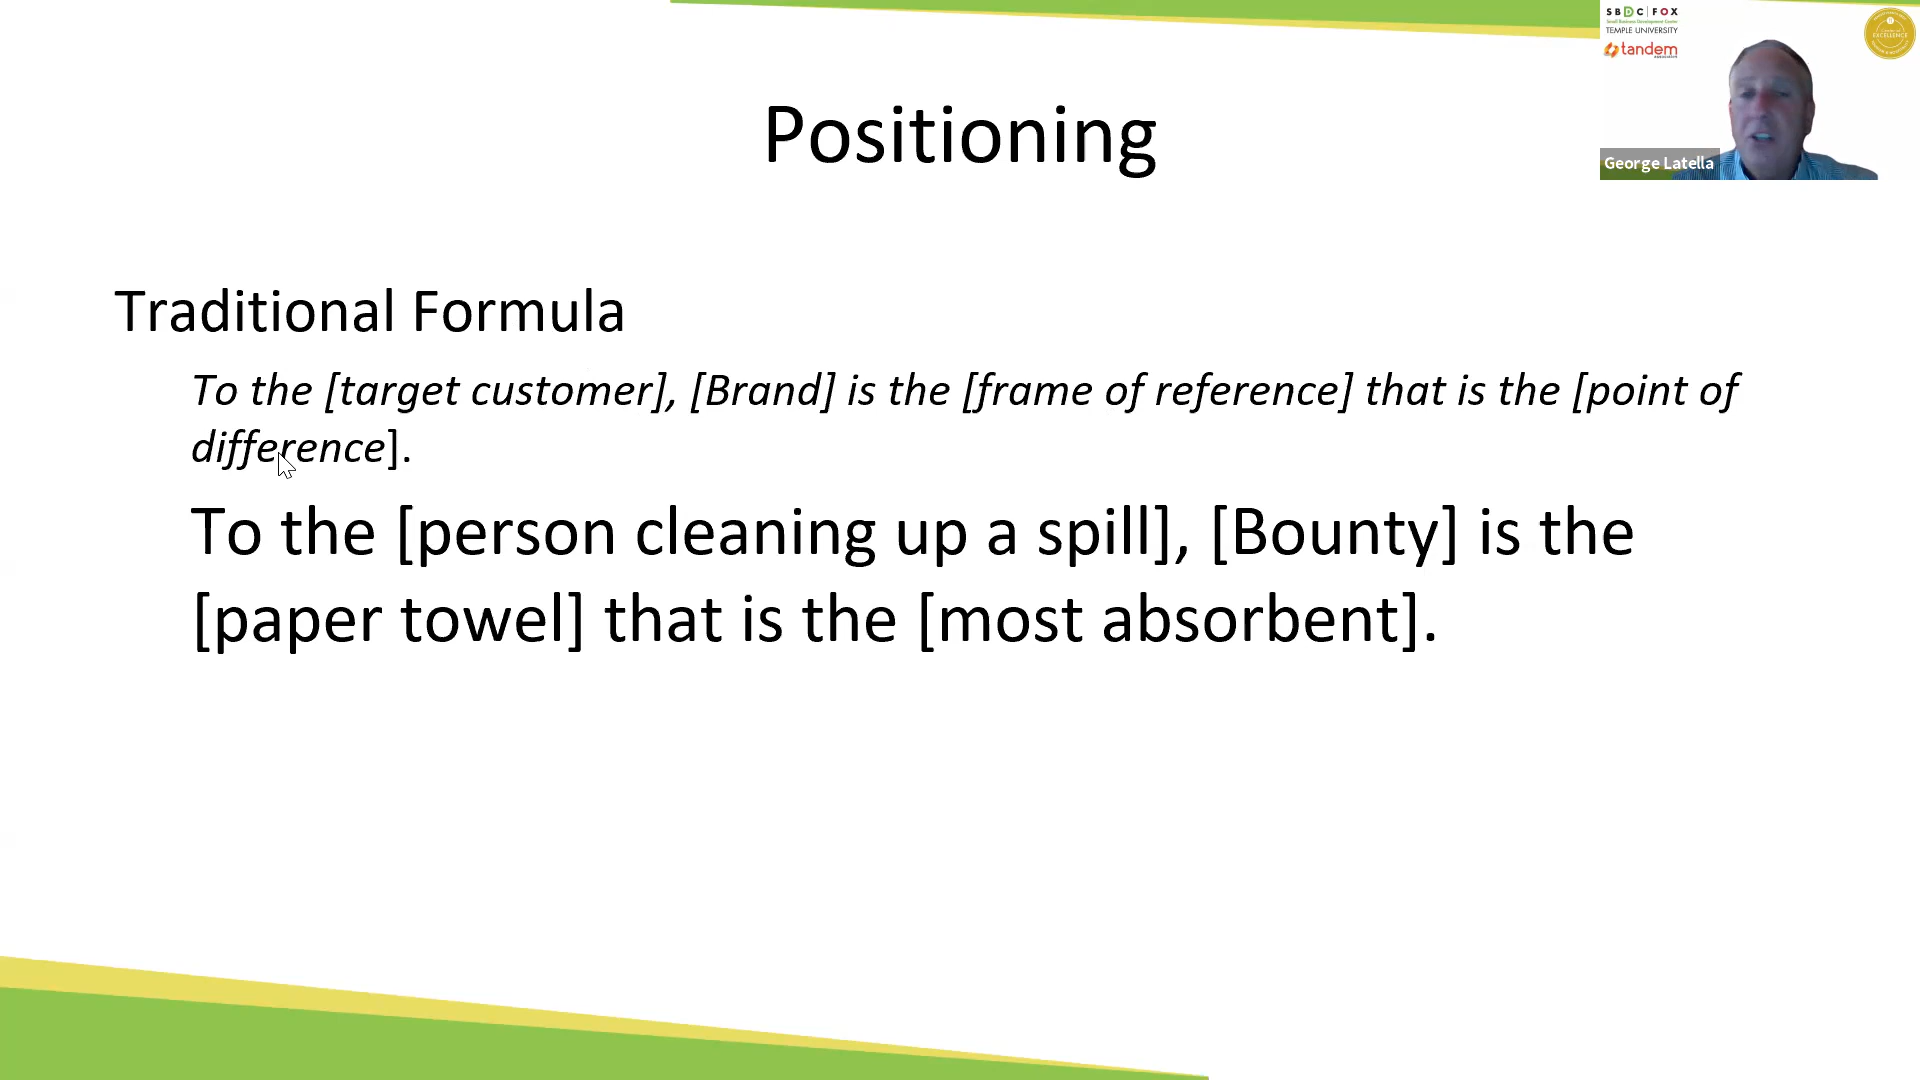 Positioning
Traditional Formula
To the [target customer], [Brand] is the [frame of reference] that is the [point of
difference].
To the [person cleaning up a spill], [Bounty] is the
[paper towel] that is the [most absorbent].
SBDC|FOX
Small Business Development Center
TEMPLE UNIVERSITY
tandem
EXCELLENCE
George Latella